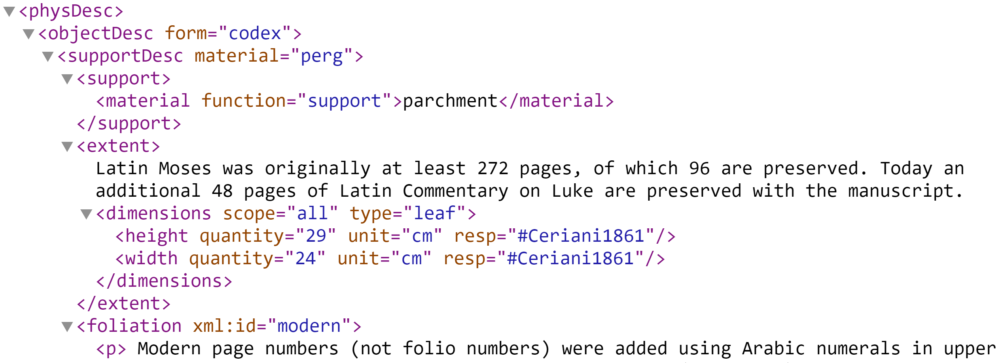 <physDesc>
<objectDesc form="codex">
<supportDesc material="perg">
<support>
<material function="support">parchment</material>
</support>
<extent>
Latin Moses was originally at least 272 pages, of which 96 are preserved. Today an
additional 48 pages of Latin Commentary on Luke are preserved with the manuscript.
<dimensions scope="all" type="leaf">
<height quantity="29" unit="cm" resp="#Ceriani1861"/>
<width quantity="24" unit="cm" resp="#Ceriani1861"/>
</dimensions>
</extent>
<foliation xml:id="modern">
<p> Modern page numbers (not folio numbers) were added using Arabic numerals in upper